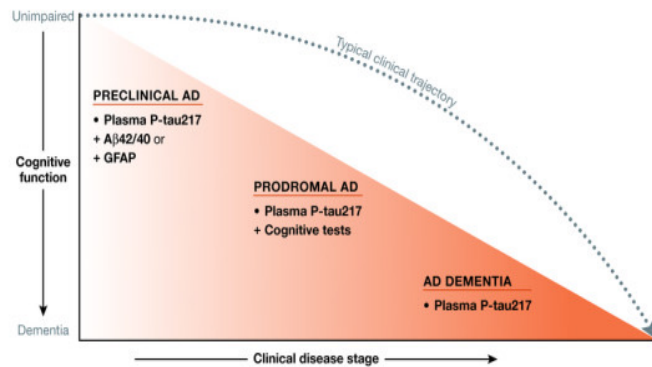 Unimpaired
Typical clinical trajectory
PRECLINICAL AD
• Plasma P-tau217
+ Aβ42/40 or
+ GFAP
Cognitive
function
PRODROMAL AD
• Plasma P-tau217
+ Cognitive tests
AD DEMENTIA
• Plasma P-tau217
Dementia
Clinical disease stage